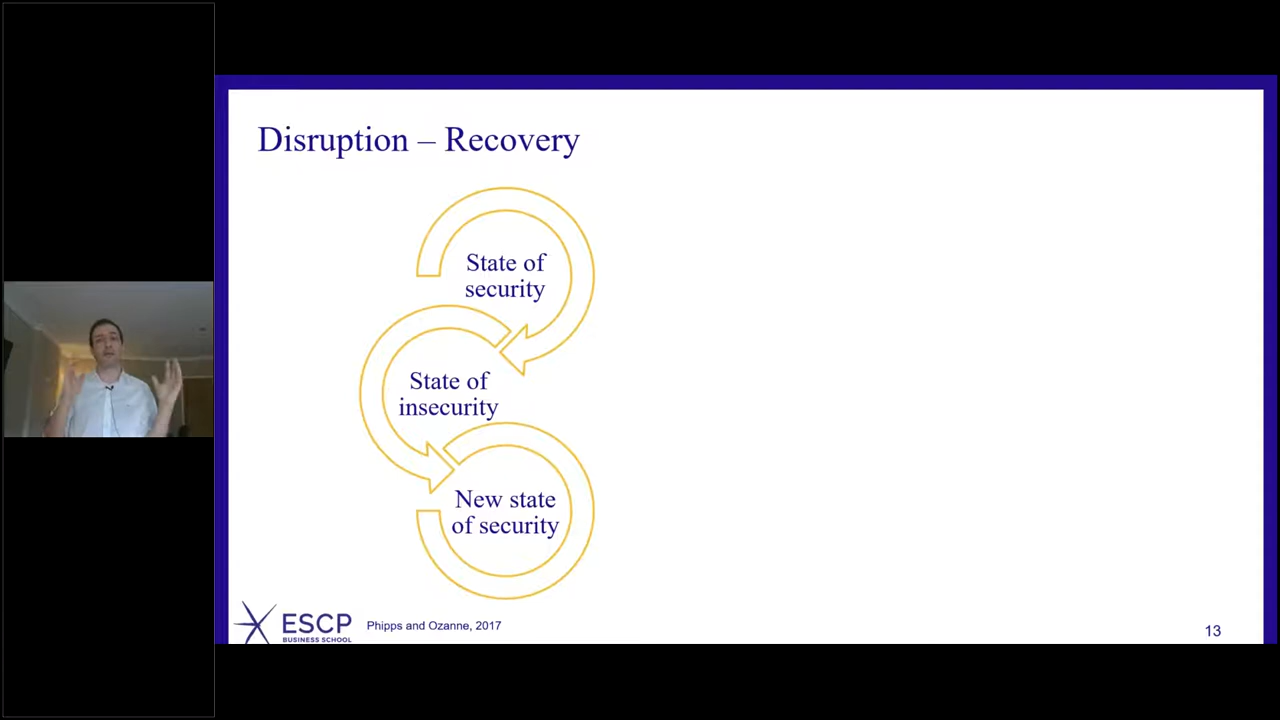 Disruption – Recovery
State of
security
State of
insecurity
New state
of security
ESCP
BUSINESS SCHOOL
Phipps and Ozanne, 2017
13